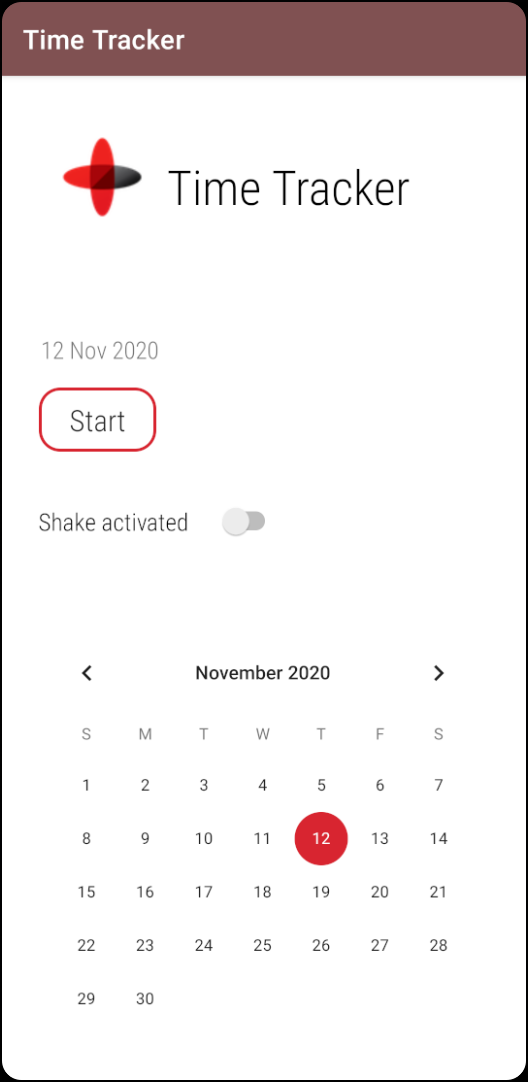 Time Tracker
Time Tracker
12 Nov 2020
Start
Shake activated
November 2020
S M T W T F S
1 2 3 4 5 6 7
8 9 10 11 12 13 14
15 16 17 18 19 20 21
22 23 24 25 26 27 28
29 30